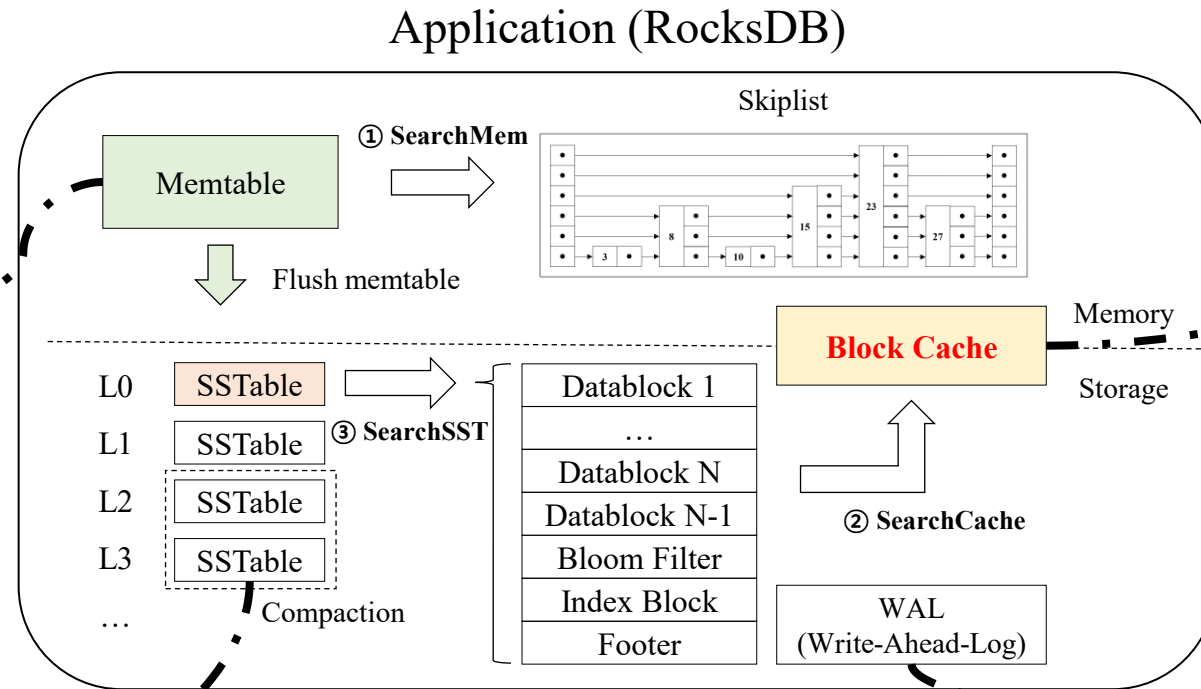 Application (RocksDB)
Skiplist
① SearchMem
Memtable
3
8
10
15
23
27
Flush memtable
Memory
Block Cache
Storage
L0
SSTable
Datablock 1
③ SearchSST
…
L1
SSTable
Datablock N
L2
SSTable
Datablock N-1
② SearchCache
L3
SSTable
Bloom Filter
Compaction
Index Block
…
Footer
WAL
(Write-Ahead-Log)